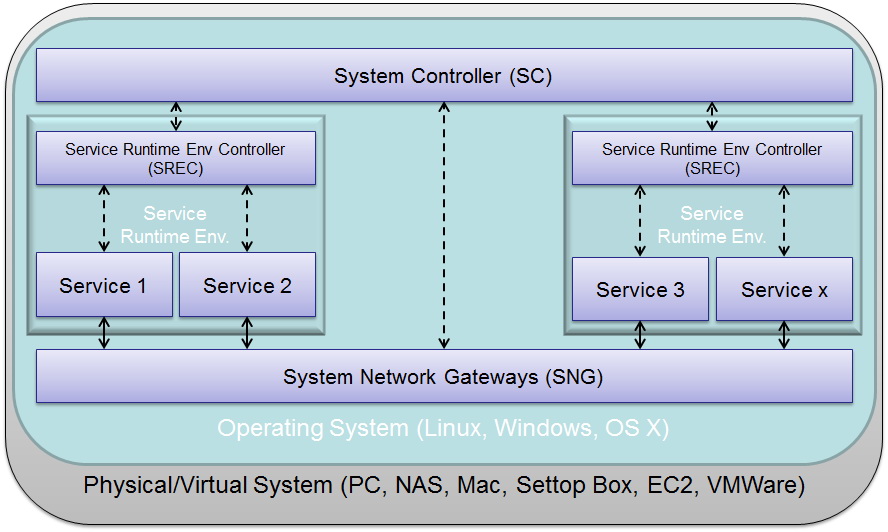 System Controller (SC)
Service Runtime Env Controller
(SREC)
Service
Runtime Env.
Service 1
Service 2
Service Runtime Env Controller
(SREC)
Service
Runtime Env.
Service 3
Service x
System Network Gateways (SNG)
Operating System (Linux, Windows, OS X)
Physical/Virtual System (PC, NAS, Mac, Settop Box, EC2, VMWare)